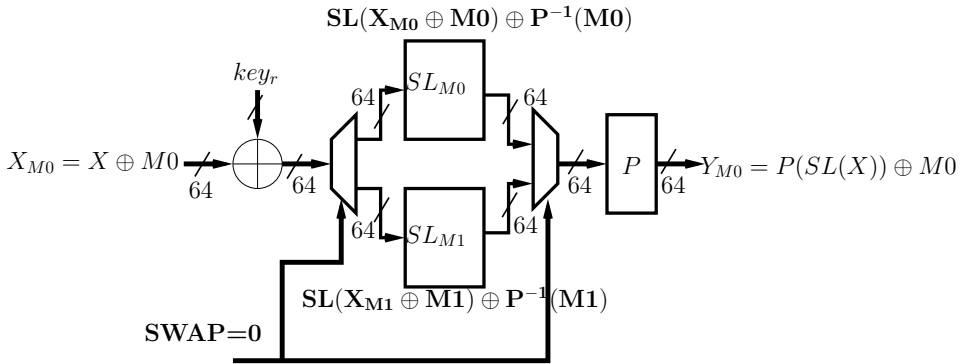 SL(X_M0 ⊕ M0) ⊕ P⁻¹(M0)
key_r
64
SL_M0
64
X_M0 = X ⊕ M0
64
64
64
P
64
Y_M0 = P(SL(X)) ⊕ M0
64
SL_M1
64
SL(X_M1 ⊕ M1) ⊕ P⁻¹(M1)
SWAP=0